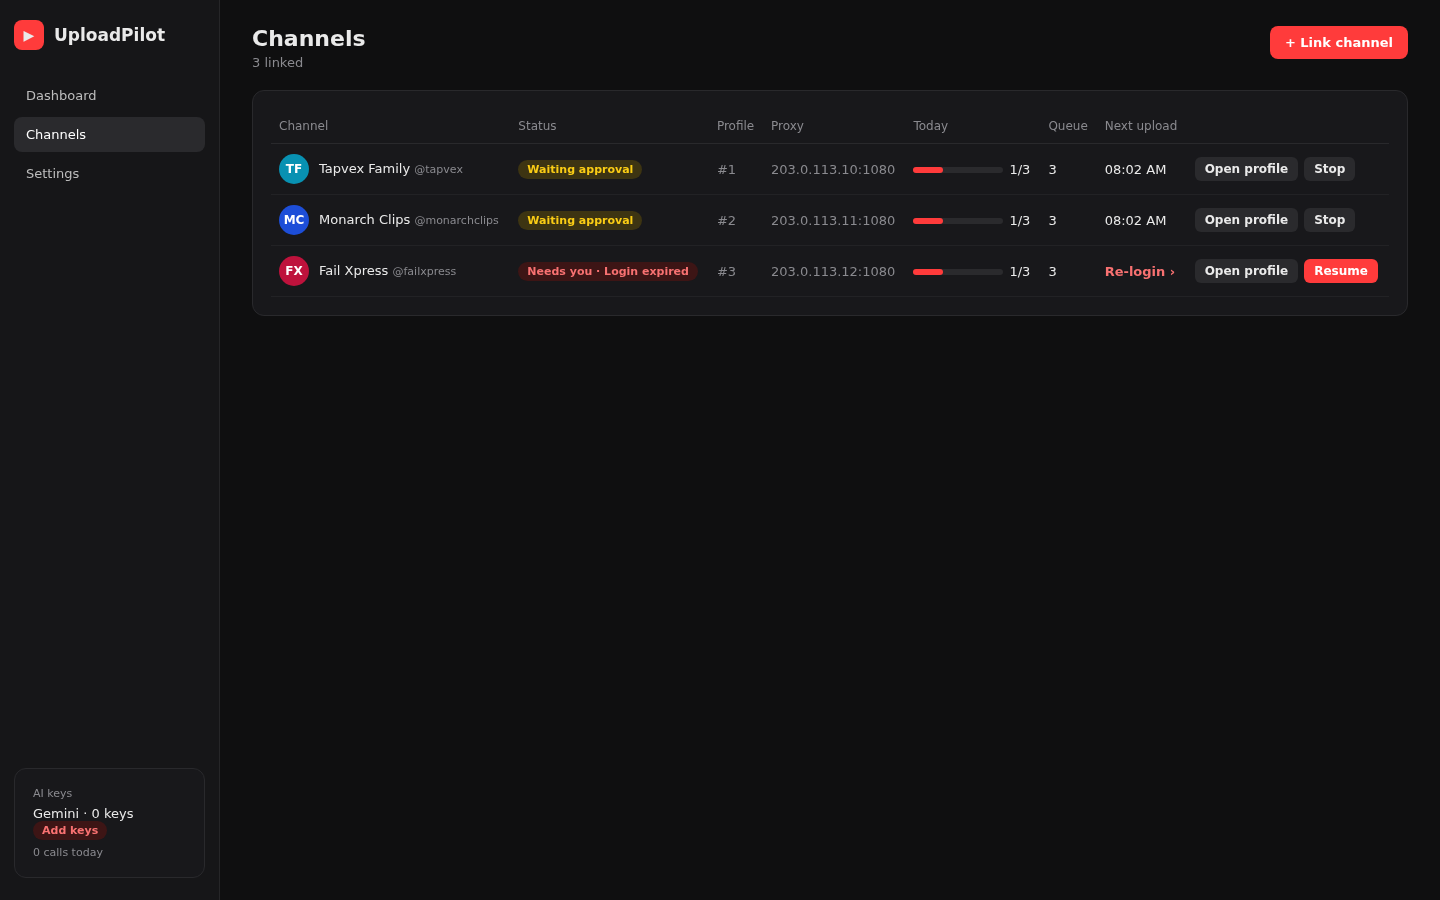 ▶ UploadPilot
Dashboard
Channels
Settings
AI keys
Gemini · 0 keys
Add keys
0 calls today
Channels
3 linked
+ Link channel
Channel Status Profile Proxy Today Queue Next upload
TF Tapvex Family @tapvex Waiting approval #1 203.0.113.10:1080 1/3 3 08:02 AM Open profile Stop
MC Monarch Clips @monarchclips Waiting approval #2 203.0.113.11:1080 1/3 3 08:02 AM Open profile Stop
FX Fail Xpress @failxpress Needs you · Login expired #3 203.0.113.12:1080 1/3 3 Re-login › Open profile Resume